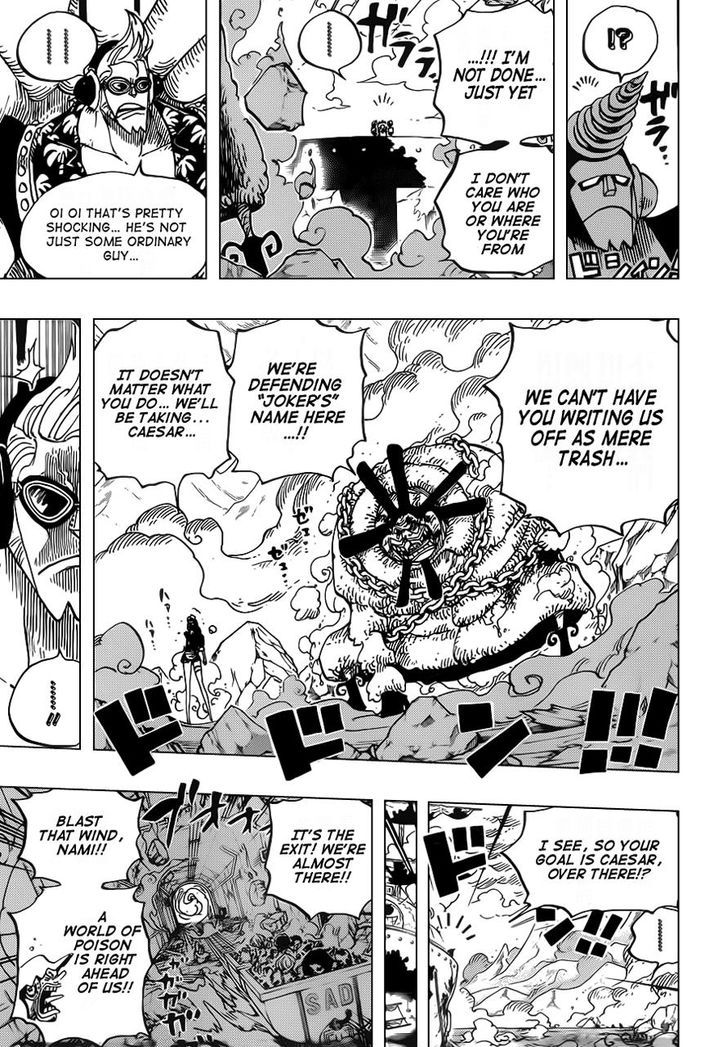 !?
...!!! I'M
NOT DONE...
JUST YET
I DON'T
CARE WHO
YOU ARE
OR WHERE
YOU'RE
FROM
......
......
OI OI THAT'S PRETTY
SHOCKING... HE'S NOT
JUST SOME ORDINARY
GUY...
WE CAN'T HAVE
YOU WRITING US
OFF AS MERE
TRASH...
WE'RE
DEFENDING
"JOKER'S"
NAME HERE
...!!
IT DOESN'T
MATTER WHAT
YOU DO... WE'LL
BE TAKING...
CAESAR...
ドドン!!!
......!!
I SEE, SO YOUR
GOAL IS CAESAR,
OVER THERE!?
......
IT'S THE
EXIT! WE'RE
ALMOST
THERE!!
BLAST
THAT WIND,
NAMI!!
A
WORLD OF
POISON
IS RIGHT
AHEAD
OF US!!
SAD